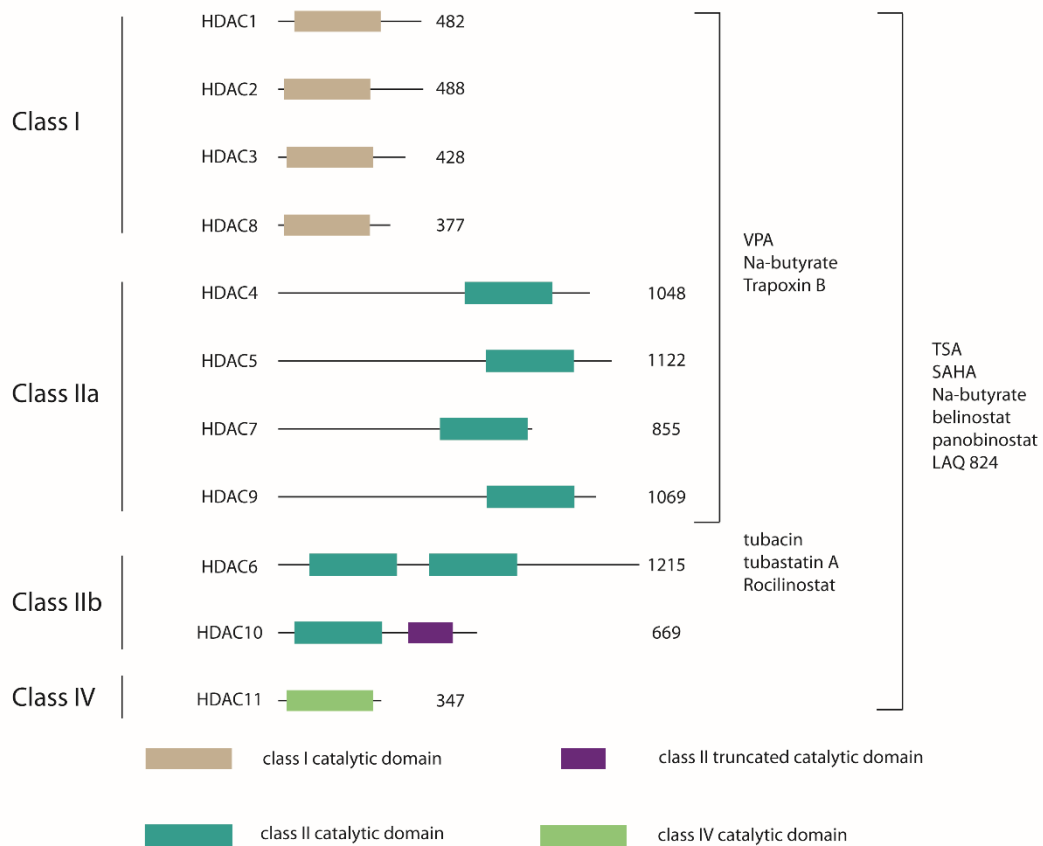 Class I
HDAC1 482
HDAC2 488
HDAC3 428
HDAC8 377
Class IIa
HDAC4 1048
HDAC5 1122
HDAC7 855
HDAC9 1069
Class IIb
HDAC6 1215
HDAC10 669
Class IV
HDAC11 347
VPA
Na-butyrate
Trapoxin B
tubacin
tubastatin A
Rocilinostat
TSA
SAHA
Na-butyrate
belinostat
panobinostat
LAQ 824
class I catalytic domain
class II truncated catalytic domain
class II catalytic domain
class IV catalytic domain